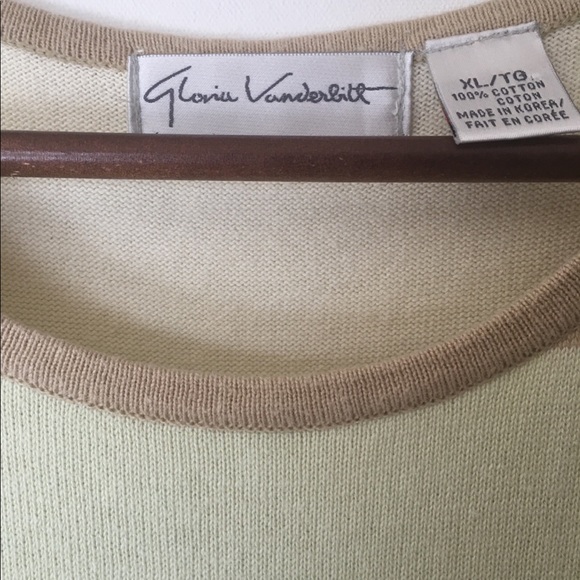 Gloria Vanderbilt
XL/TG
100% COTTON
COTON
MADE IN KOREA/
FAIT EN CORÉE